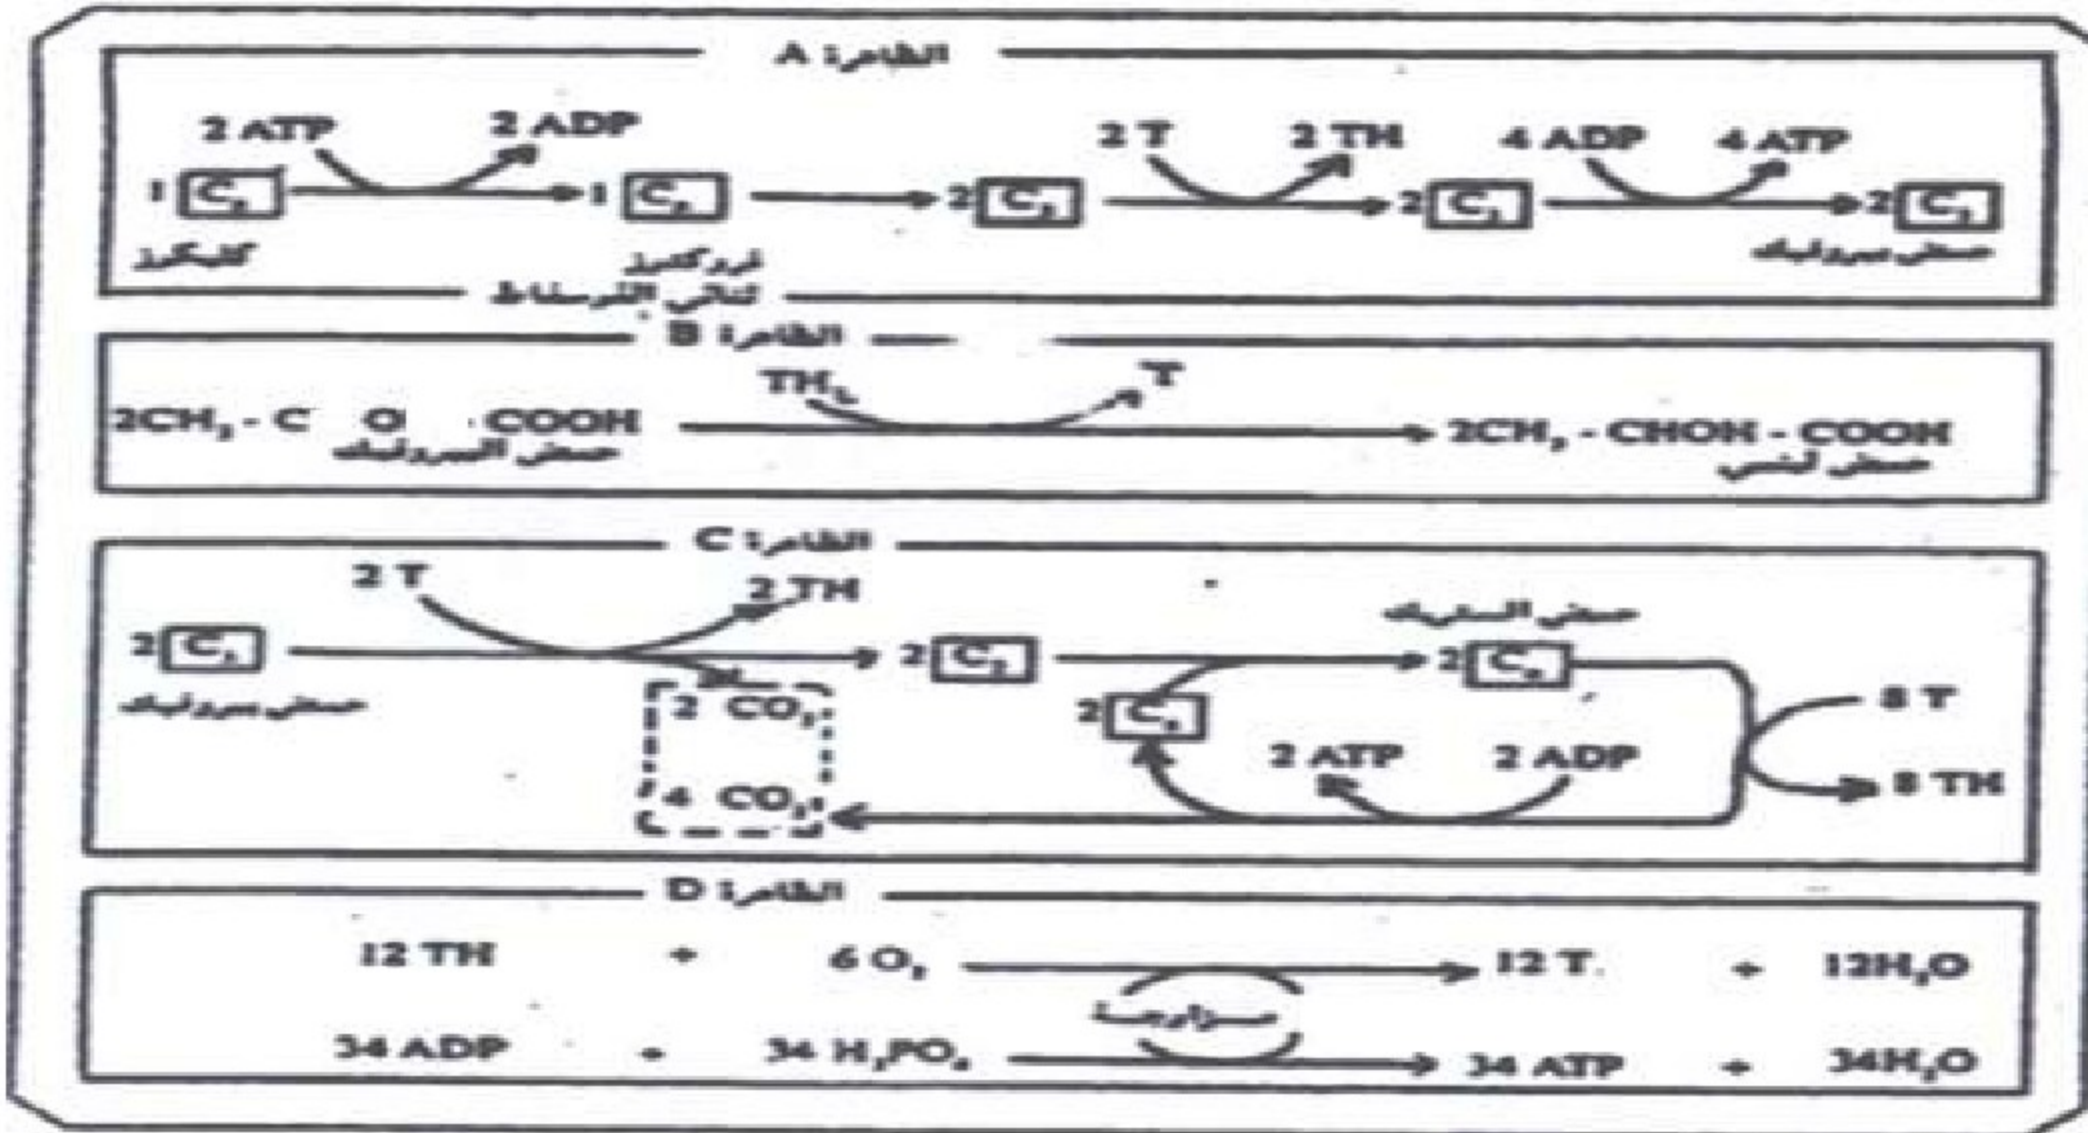 الظاهرة A
2 ATP 2 ADP 2 T 2 TH 4 ADP 4 ATP
1 C₆ 1 C₆ 2 C₃ 2 C₃ 2 C₃
كليكوز فروكتوز حمض بيروفيك
ثنائي الفوسفاط
الظاهرة B
TH₂ T
2CH₃ - C O COOH 2CH₃ - CHOH - COOH
حمض البيروفيك حمض لبني
الظاهرة C
2 T 2 TH
حمض الستريك
2 C₃ 2 C₂ 2 C₆
حمض بيروفيك
2 CO₂ 2 C₄ 8 T
2 ATP 2 ADP
4 CO₂ 8 TH
الظاهرة D
12 TH + 6 O₂ 12 T. + 12H₂O
مزاوجة
34 ADP + 34 H₃PO₄ 34 ATP + 34H₂O